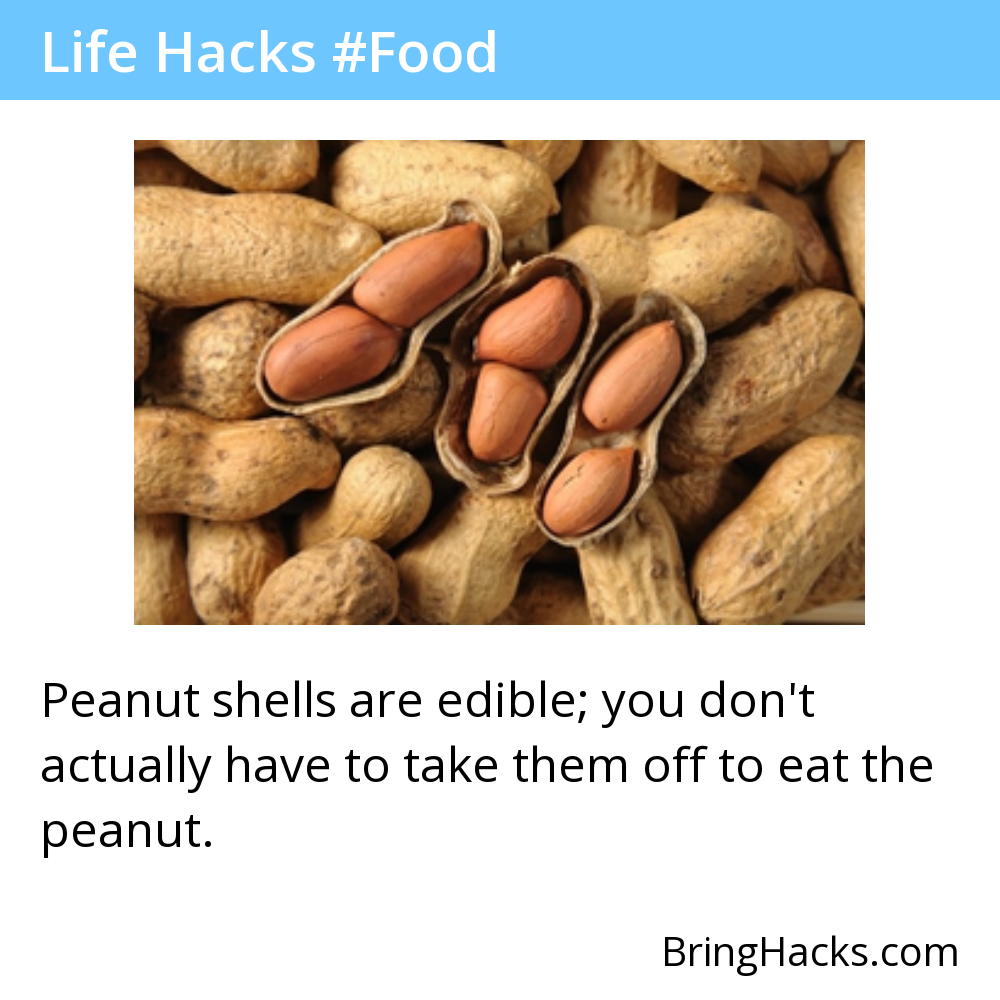 Life Hacks #Food
Peanut shells are edible; you don't
actually have to take them off to eat the
peanut.
BringHacks.com